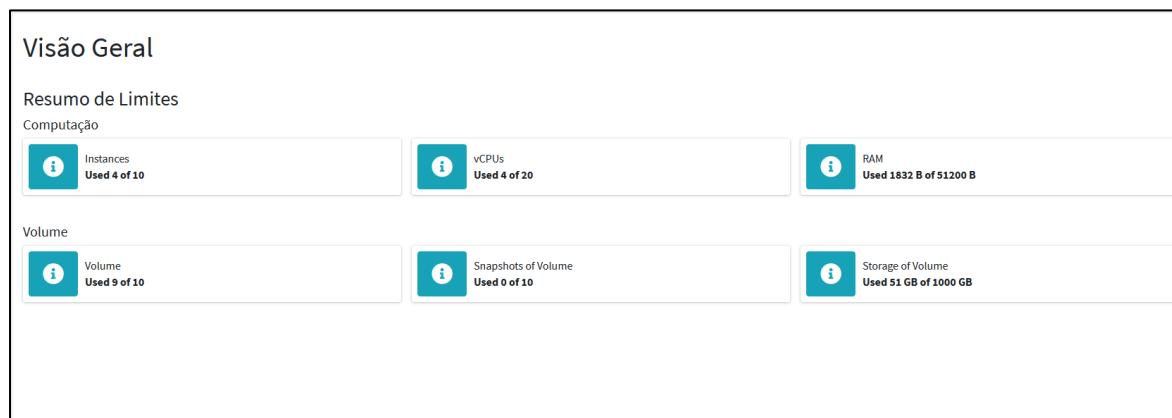 Visão Geral
Resumo de Limites
Computação
Instances
Used 4 of 10
vCPUs
Used 4 of 20
RAM
Used 1832 B of 51200 B
Volume
Volume
Used 9 of 10
Snapshots of Volume
Used 0 of 10
Storage of Volume
Used 51 GB of 1000 GB